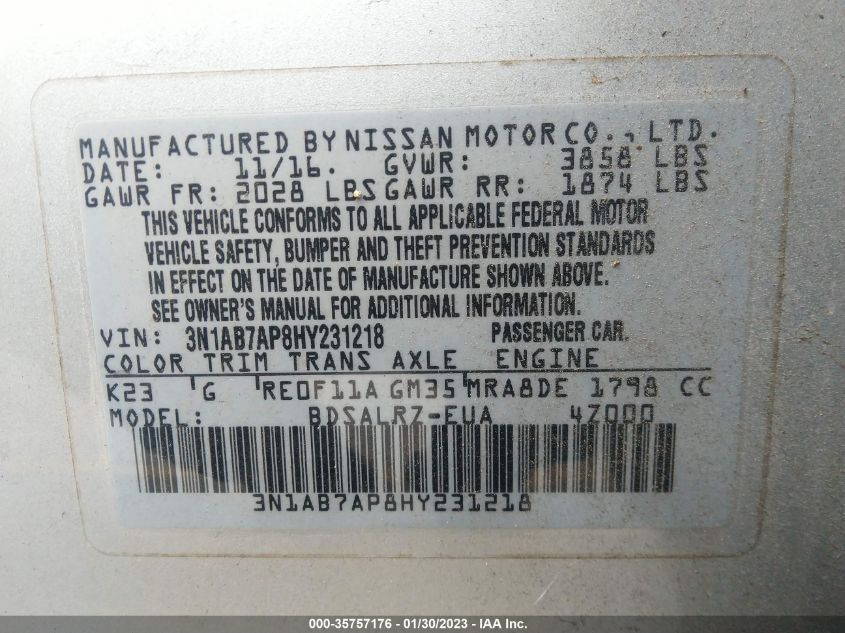 MANUFACTURED BY NISSAN MOTOR CO., LTD.
DATE: 11/16. GVWR: 3858 LBS
GAWR FR: 2028 LBS GAWR RR: 1874 LBS
THIS VEHICLE CONFORMS TO ALL APPLICABLE FEDERAL MOTOR
VEHICLE SAFETY, BUMPER AND THEFT PREVENTION STANDARDS
IN EFFECT ON THE DATE OF MANUFACTURE SHOWN ABOVE.
SEE OWNER'S MANUAL FOR ADDITIONAL INFORMATION.
VIN: 3N1AB7AP8HY231218 PASSENGER CAR.
COLOR TRIM TRANS AXLE ENGINE
K23 G RE0F11A GM35 MRA8DE 1798 CC
MODEL: BDSALRZ-EUA 4Z000
3N1AB7AP8HY231218
000-35757176 - 01/30/2023 - IAA Inc.